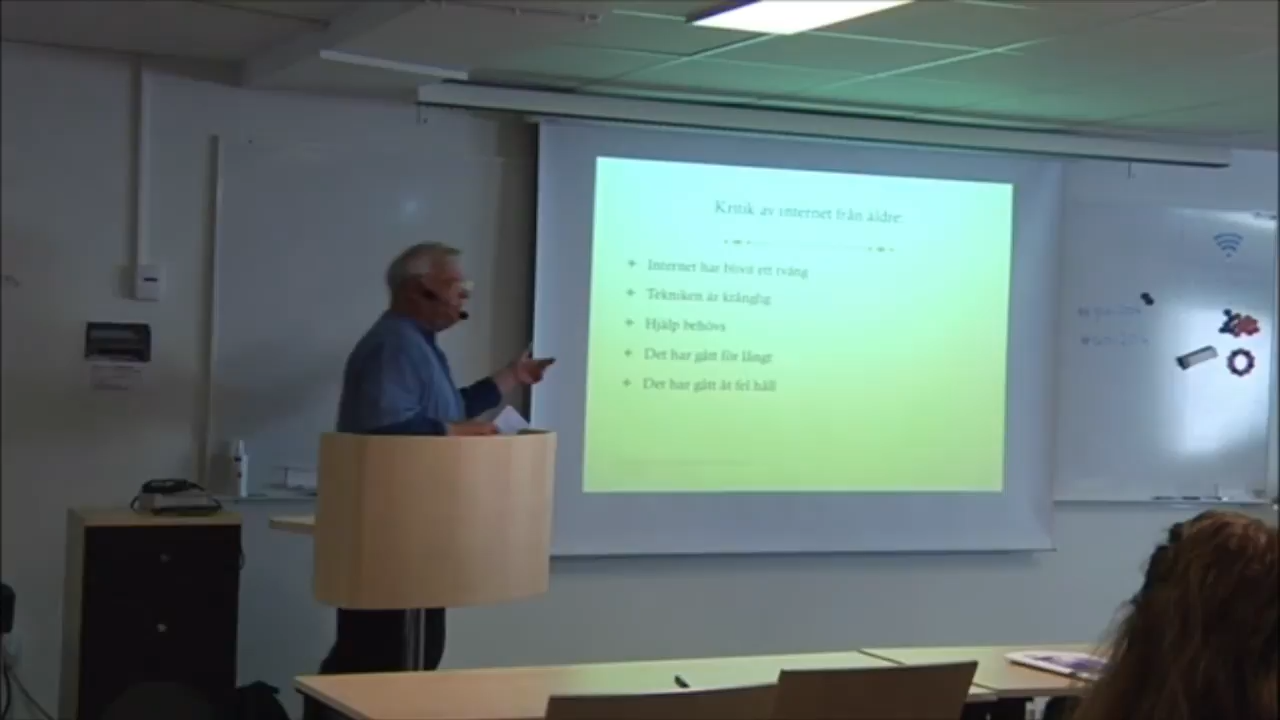 Kritik av internet från äldre
Internet har blivit ett tvång
Tekniken är krånglig
Hjälp behövs
Det har gått för långt
Det har gått åt fel håll